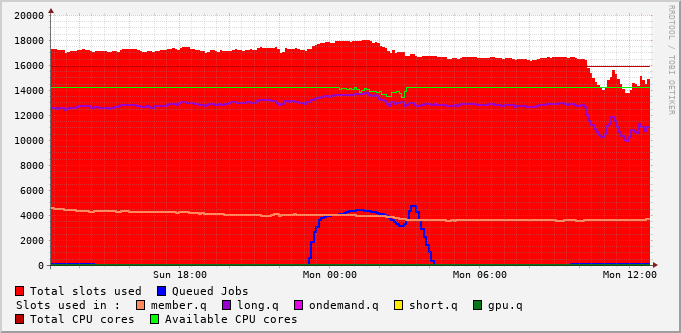 20000
18000
16000
14000
12000
10000
8000
6000
4000
2000
0
Sun 18:00 Mon 00:00 Mon 06:00 Mon 12:00
Total slots used Queued Jobs
Slots used in : member.q long.q ondemand.q short.q gpu.q
Total CPU cores Available CPU cores
RRDTOOL / TOBI OETIKER